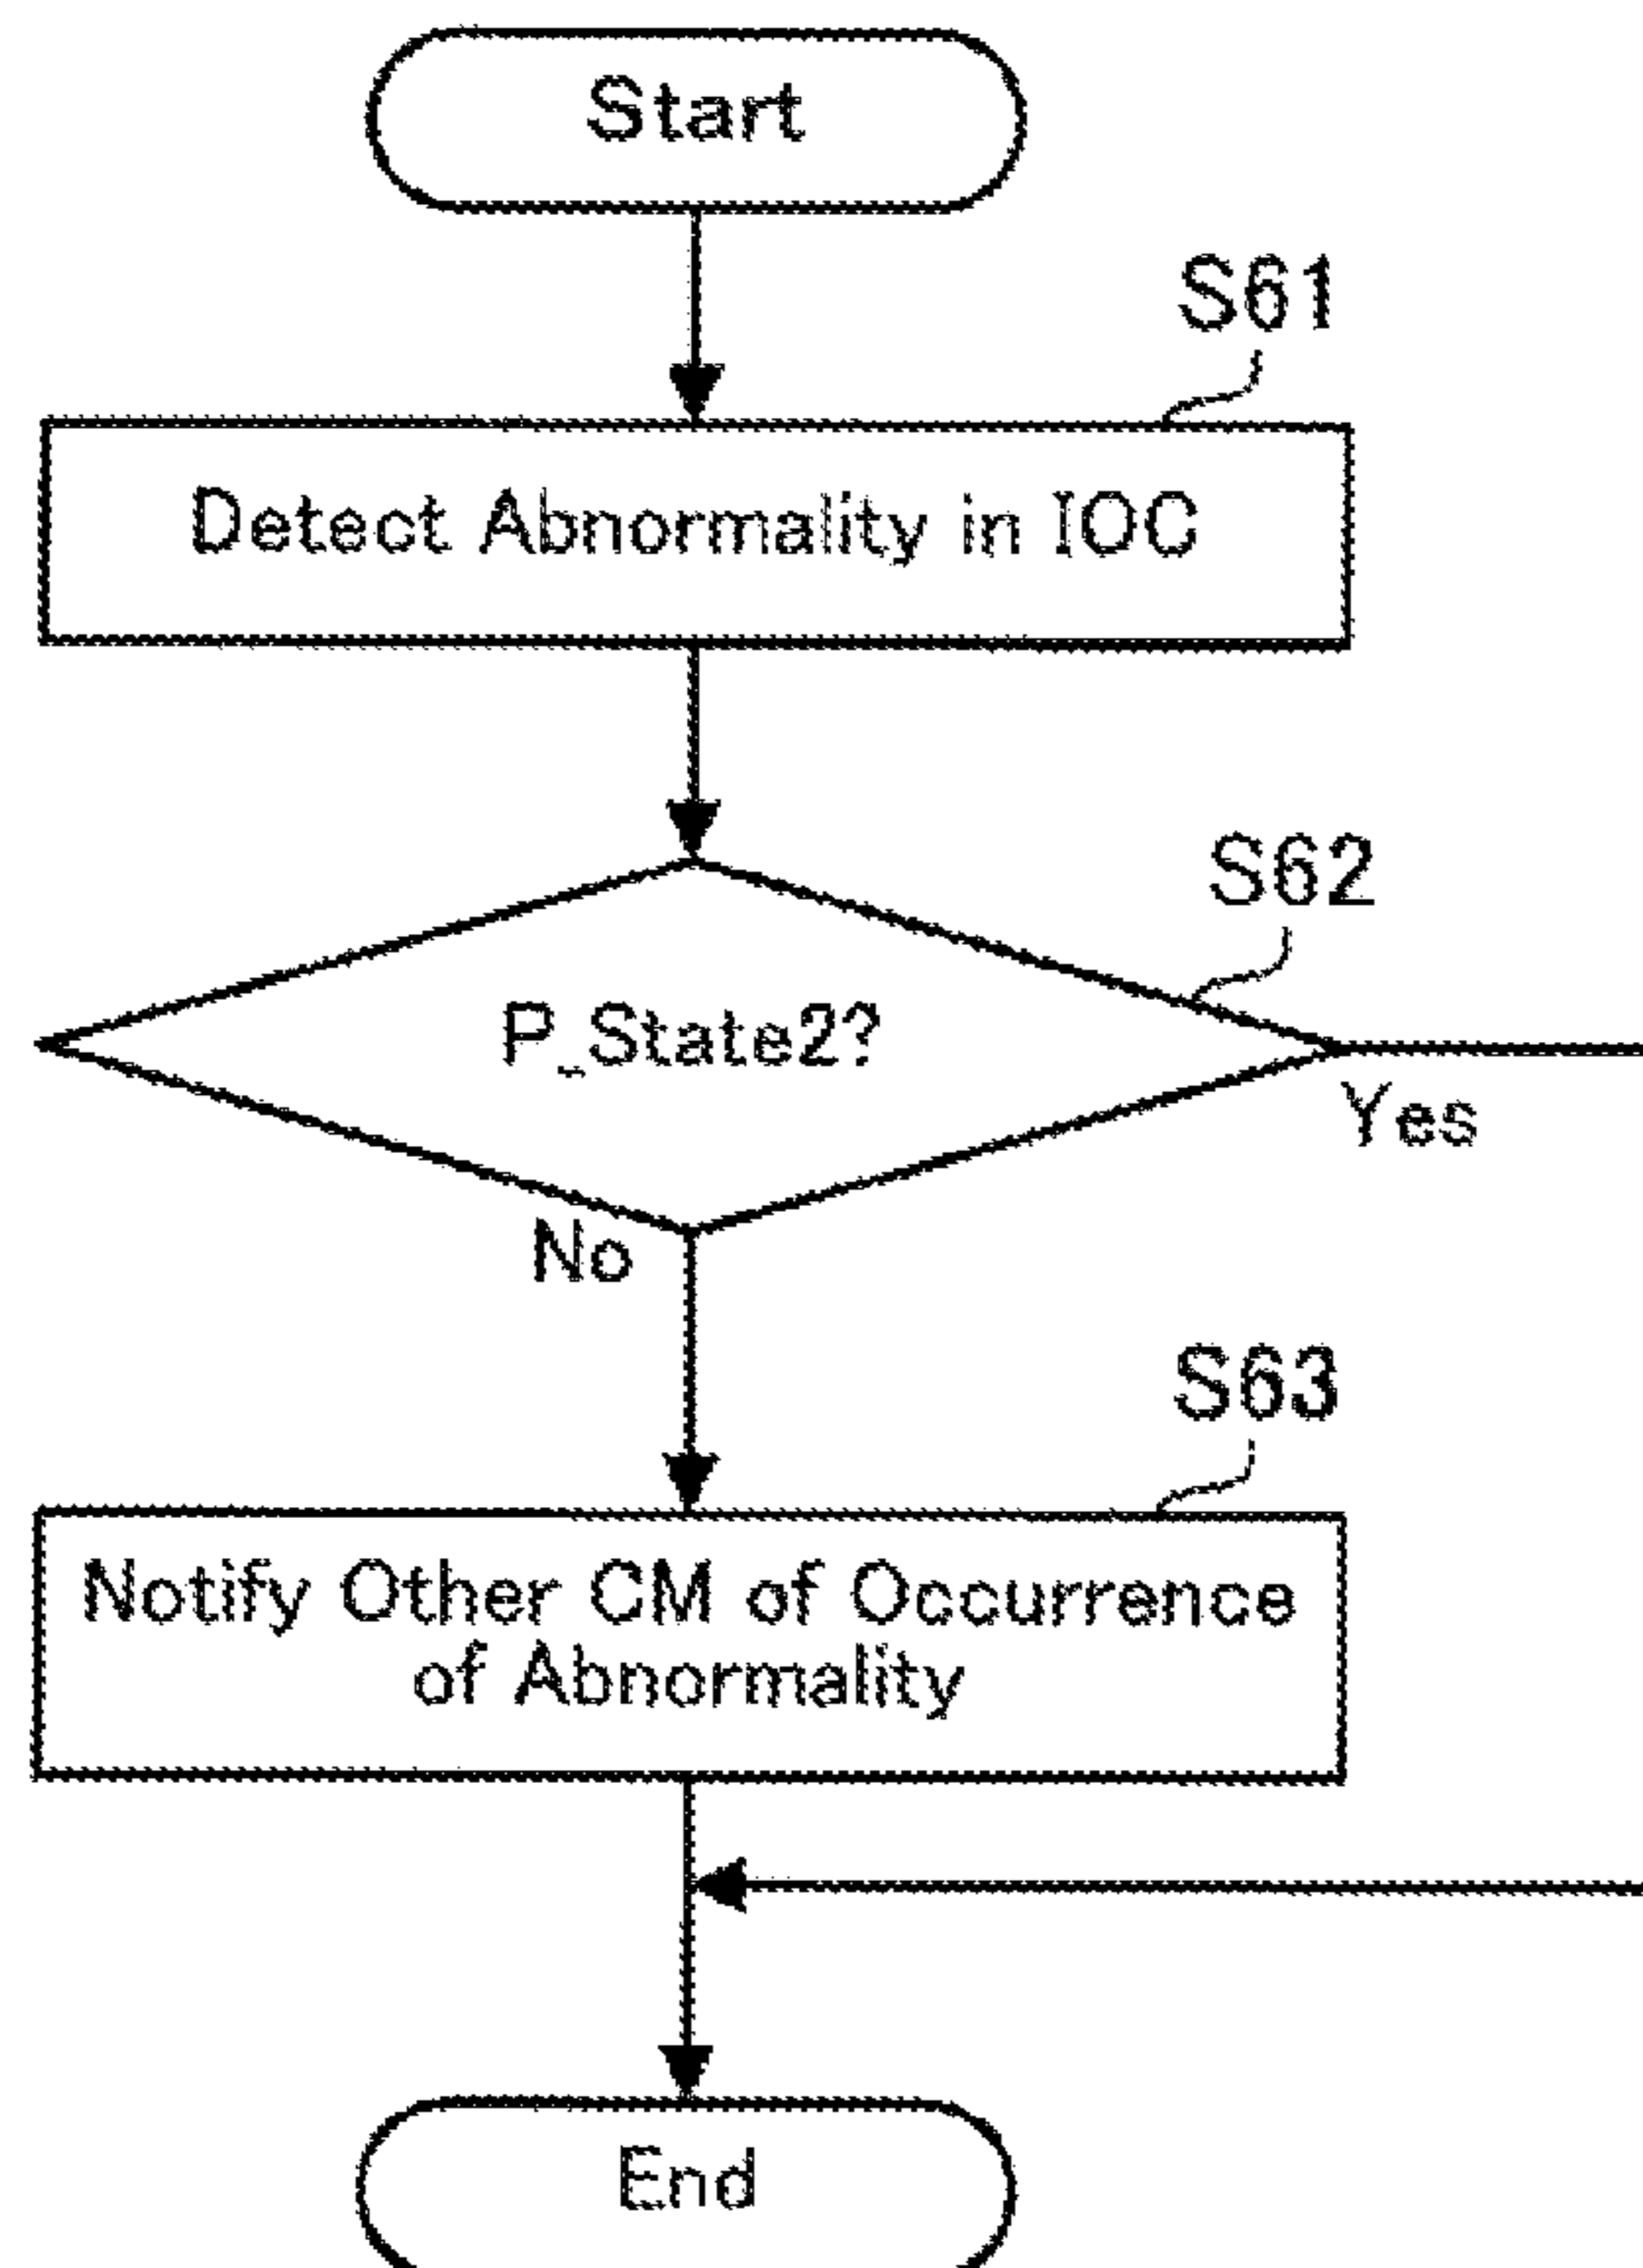 Start
S61
Detect Abnormality in IOC
S62
P_State2?
Yes
No
S63
Notify Other CM of Occurrence
of Abnormality
End